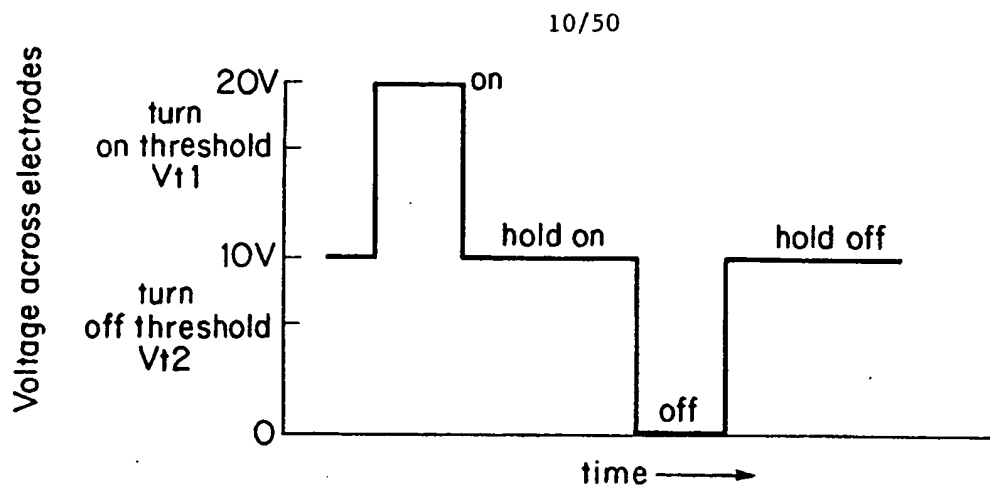 10/50
Voltage across electrodes
20V
on
turn
on threshold
Vt1
10V
hold on
hold off
turn
off threshold
Vt2
off
0
time